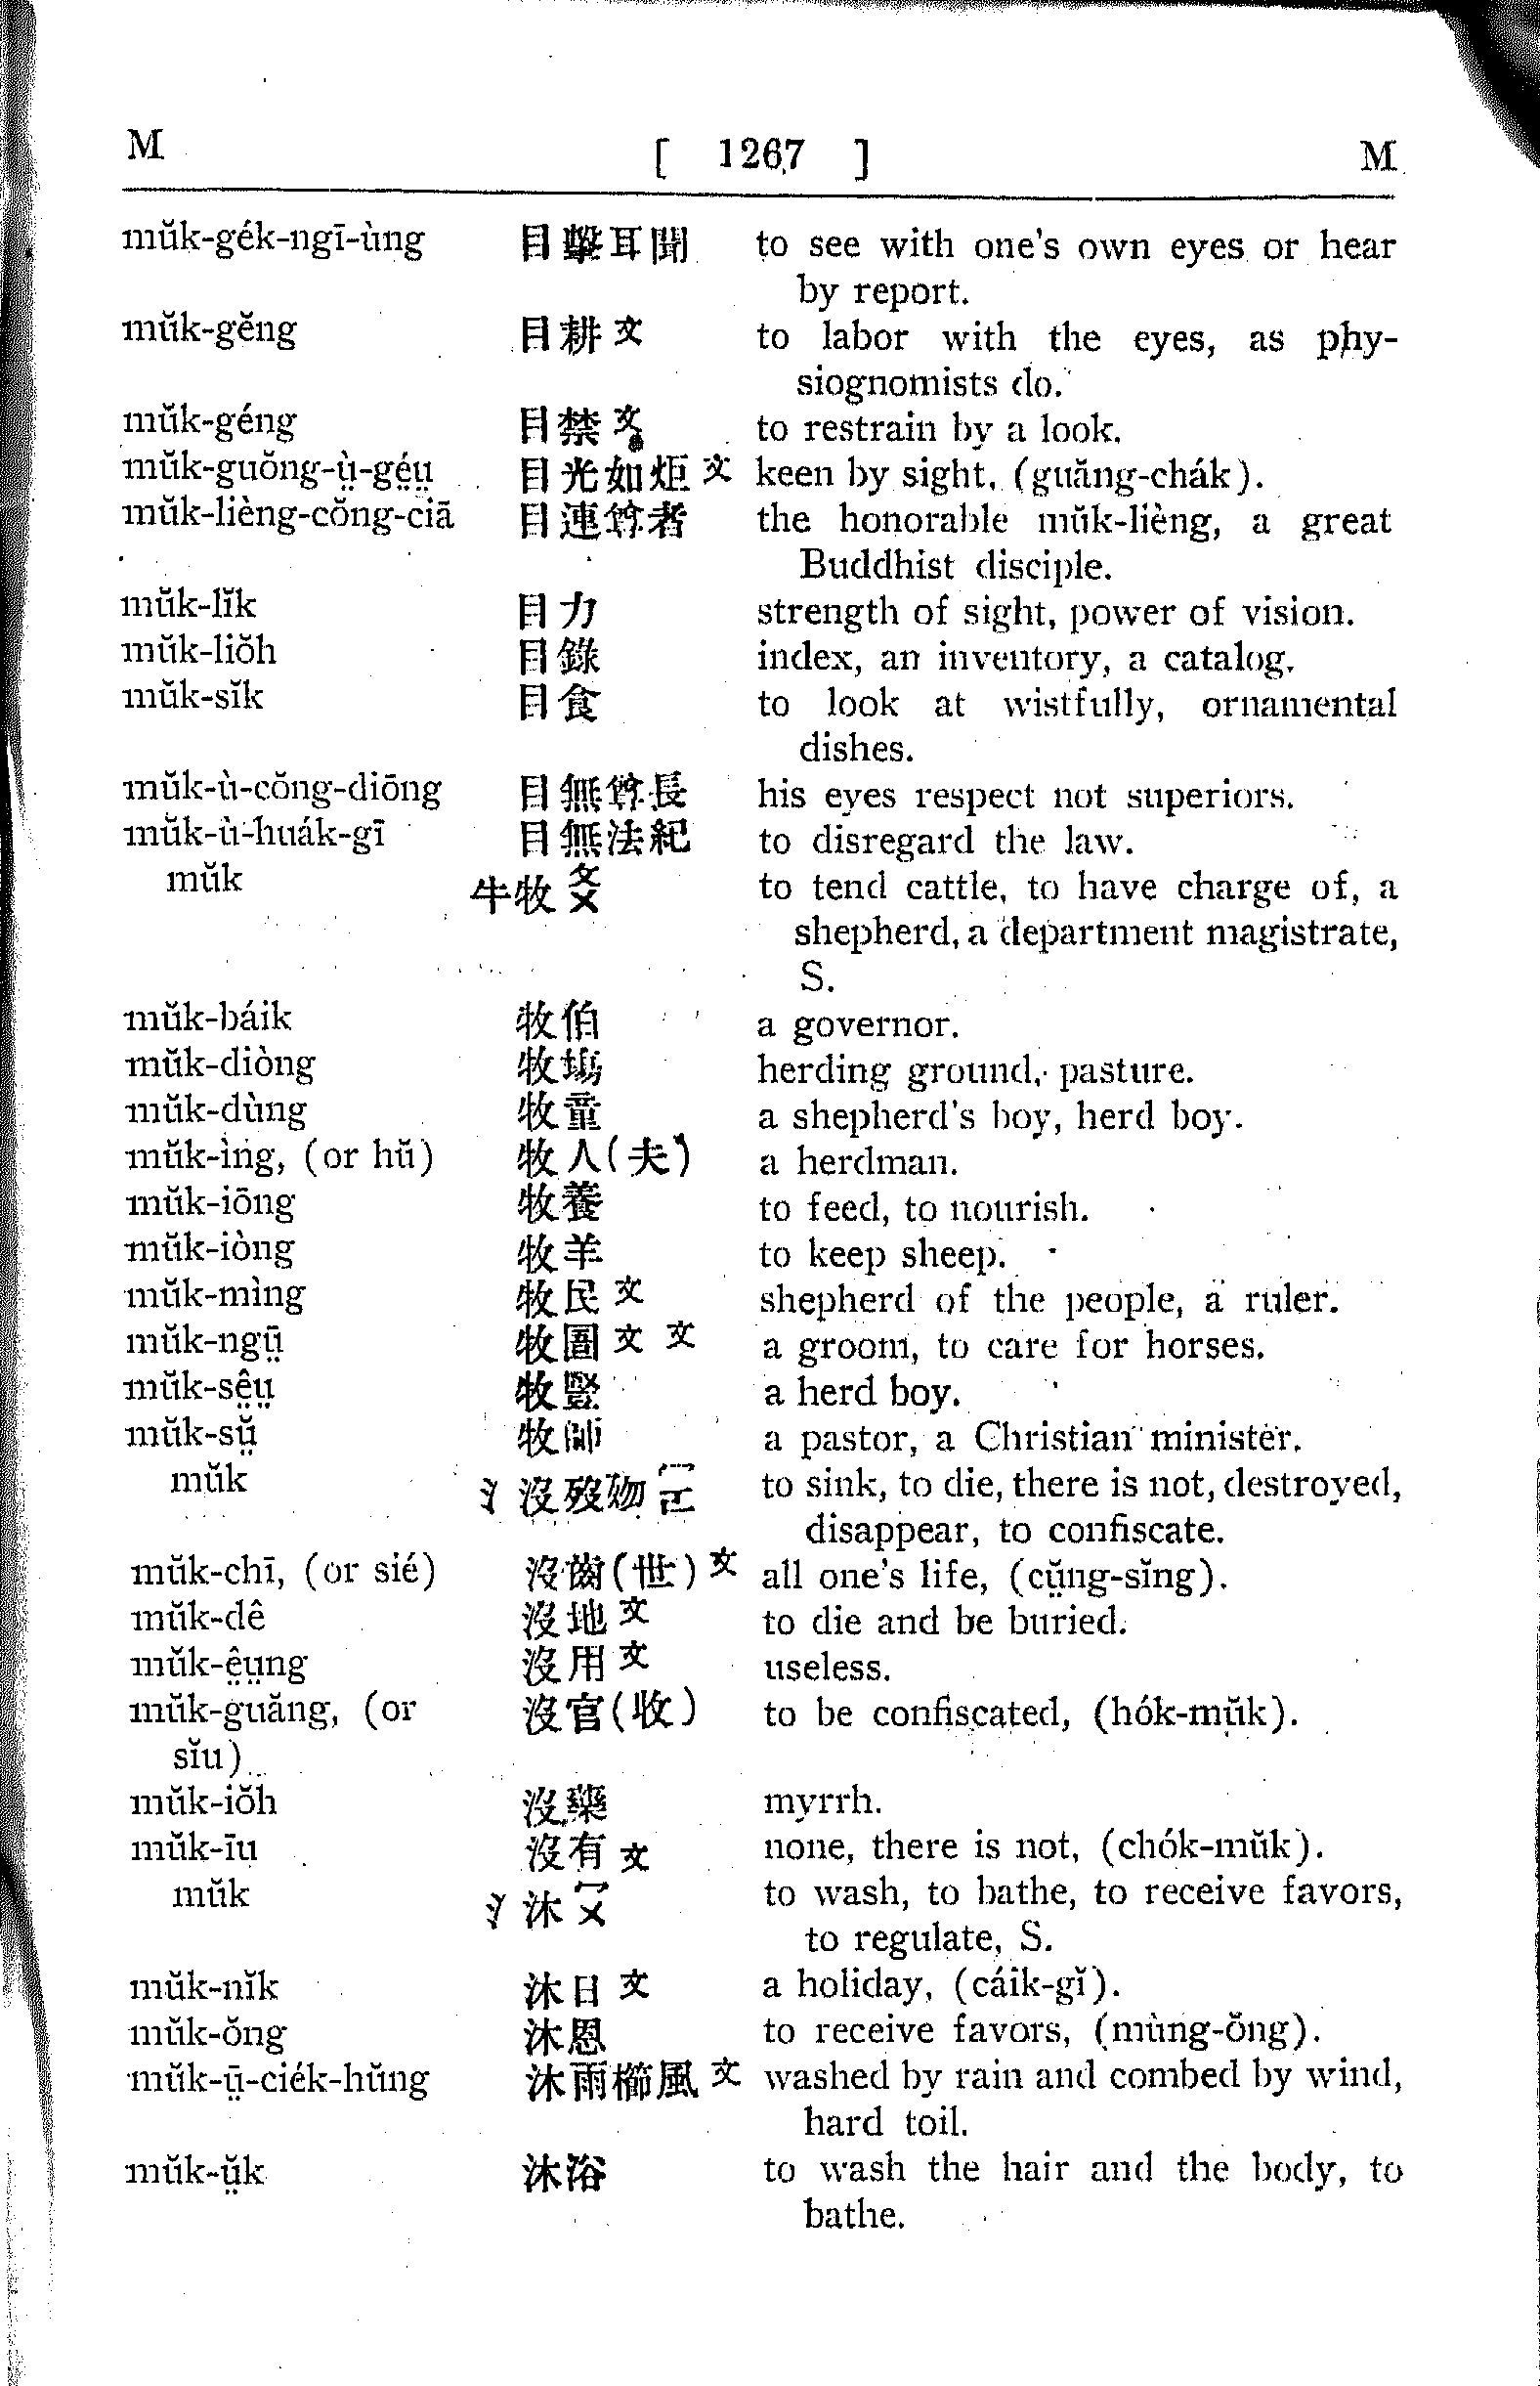 M [ 1267 ] M
mŭk-gék-ngī-ùng 目擊耳聞 to see with one's own eyes or hear
by report.
mŭk-gĕng 目耕文 to labor with the eyes, as phy-
siognomists do.
mŭk-géng 目禁文 to restrain by a look.
mŭk-guŏng-ṳ̀-gé̤ṳ 目光如炬文 keen by sight, (guăng-chák).
mŭk-lièng-cŏng-ciā 目連尊者 the honorable mŭk-lièng, a great
Buddhist disciple.
mŭk-lĭk 目力 strength of sight, power of vision.
mŭk-liŏh 目錄 index, an inventory, a catalog.
mŭk-sĭk 目食 to look at wistfully, ornamental
dishes.
mŭk-ù-cŏng-diōng 目無尊長 his eyes respect not superiors.
mŭk-ù-huák-gī 目無法紀 to disregard the law.
mŭk 牛牧攵 to tend cattle, to have charge of, a
shepherd, a department magistrate,
S.
mŭk-báik 牧伯 a governor.
mŭk-diòng 牧塲 herding ground, pasture.
mŭk-dùng 牧童 a shepherd's boy, herd boy.
mŭk-ìng, (or hŭ) 牧人(夫) a herdman.
mŭk-iōng 牧養 to feed, to nourish.
mŭk-iòng 牧羊 to keep sheep.
mŭk-mìng 牧民文 shepherd of the people, a ruler.
mŭk-ngṳ̄ 牧圄文 文 a groom, to care for horses.
mŭk-sê̤ṳ 牧豎 a herd boy.
mŭk-sṳ̆ 牧師 a pastor, a Christian minister.
mŭk 氵沒歿 to sink, to die, there is not, destroyed,
disappear, to confiscate.
mŭk-chī, (or sié) 沒齒(世)文 all one's life, (cṳ̆ng-sĭng).
mŭk-dê 沒地文 to die and be buried.
mŭk-ê̤ṳng 沒用文 useless.
mŭk-guăng, (or 沒官(收) to be confiscated, (hók-mŭk).
sĭu)
mŭk-iŏh 沒藥 myrrh.
mŭk-īu 沒有文 none, there is not, (chók-mŭk).
mŭk 氵沐 to wash, to bathe, to receive favors,
to regulate, S.
mŭk-nĭk 沐日文 a holiday, (cáik-gĭ).
mŭk-ŏng 沐恩 to receive favors, (mùng-ŏng).
mŭk-ṳ̄-ciék-hŭng 沐雨櫛風文 washed by rain and combed by wind,
hard toil.
mŭk-ṳ̆k 沐浴 to wash the hair and the body, to
bathe.